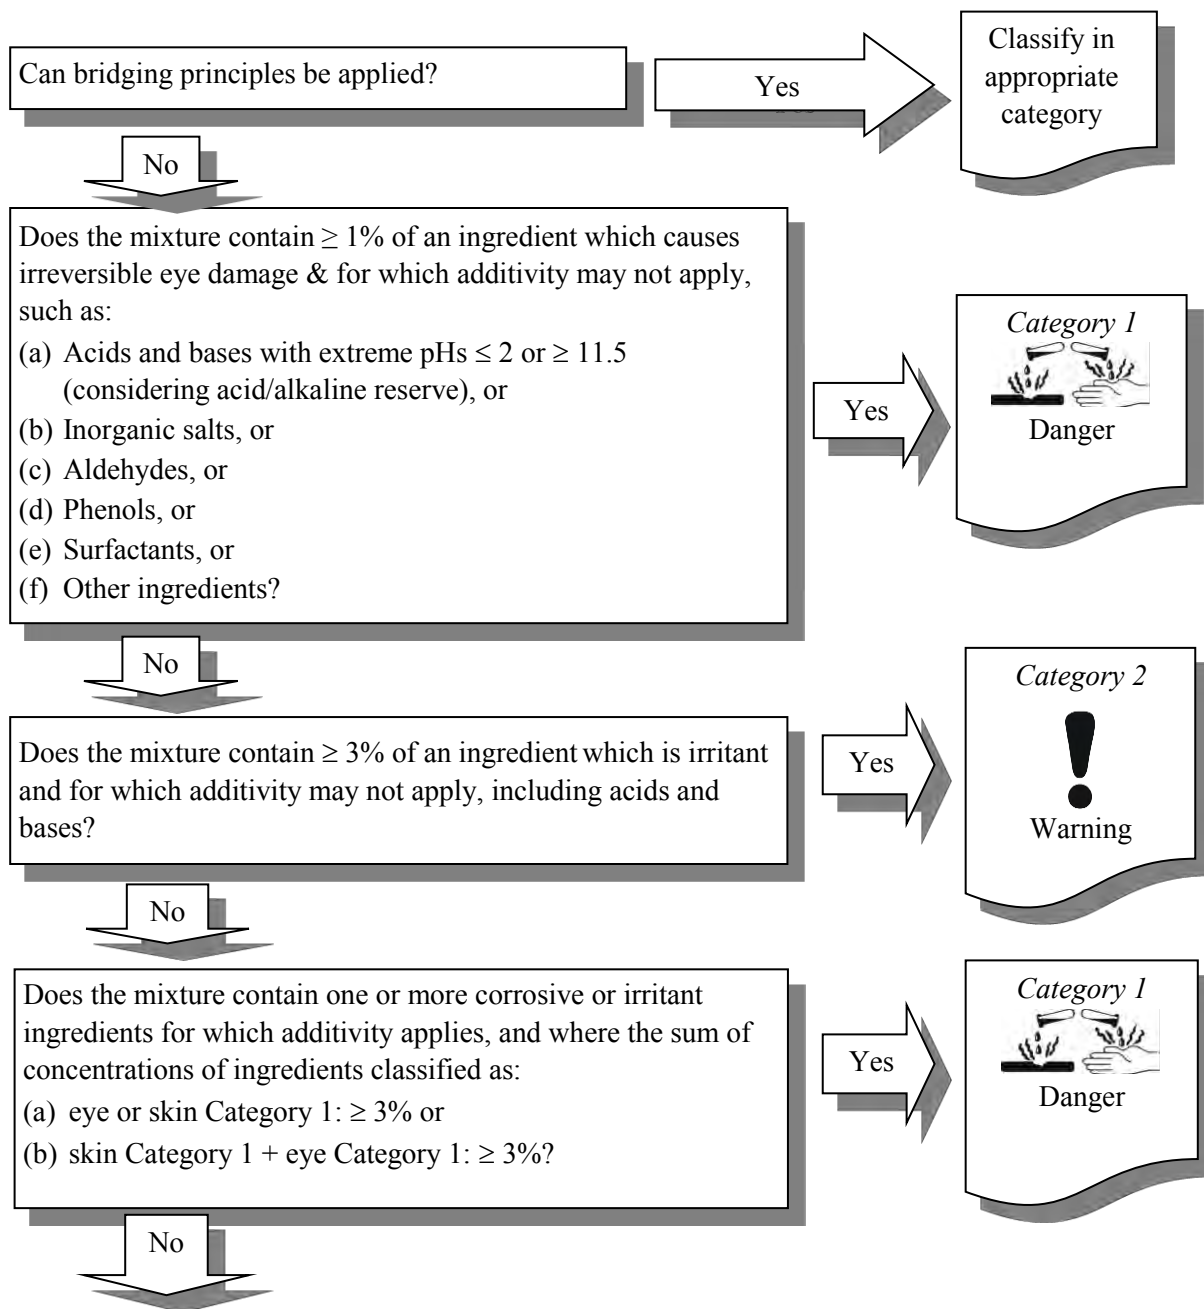 Can bridging principles be applied?
Yes
Classify in
appropriate
category
No
Does the mixture contain ≥ 1% of an ingredient which causes
irreversible eye damage & for which additivity may not apply,
such as:
(a) Acids and bases with extreme pHs ≤ 2 or ≥ 11.5
(considering acid/alkaline reserve), or
(b) Inorganic salts, or
(c) Aldehydes, or
(d) Phenols, or
(e) Surfactants, or
(f) Other ingredients?
Yes
Category 1
Danger
No
Does the mixture contain ≥ 3% of an ingredient which is irritant
and for which additivity may not apply, including acids and
bases?
Yes
Category 2
Warning
No
Does the mixture contain one or more corrosive or irritant
ingredients for which additivity applies, and where the sum of
concentrations of ingredients classified as:
(a) eye or skin Category 1: ≥ 3% or
(b) skin Category 1 + eye Category 1: ≥ 3%?
Yes
Category 1
Danger
No